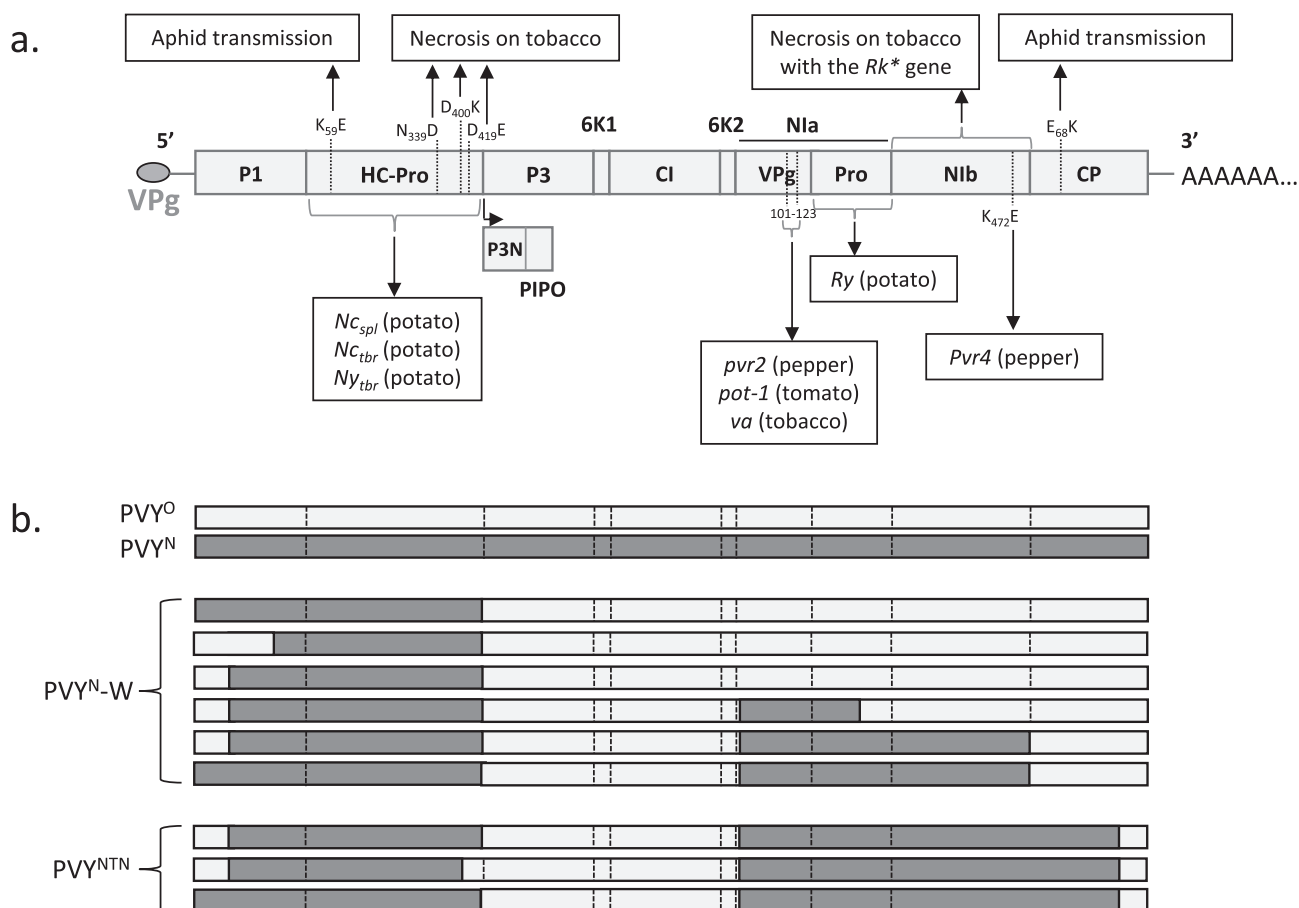 a.
Aphid transmission
Necrosis on tobacco
Necrosis on tobacco
with the Rk* gene
Aphid transmission
K59E
N339D
D400K
D419E
E68K
5’
6K1
6K2
NIa
3’
VPg
P1
HC-Pro
P3
CI
VPg
Pro
NIb
CP
AAAAAA...
101-123
K472E
P3N
PIPO
Ncspl (potato)
Nctbr (potato)
Nytbr (potato)
Ry (potato)
pvr2 (pepper)
pot-1 (tomato)
va (tobacco)
Pvr4 (pepper)
b.
PVYO
PVYN
PVYN-W
PVYNTN